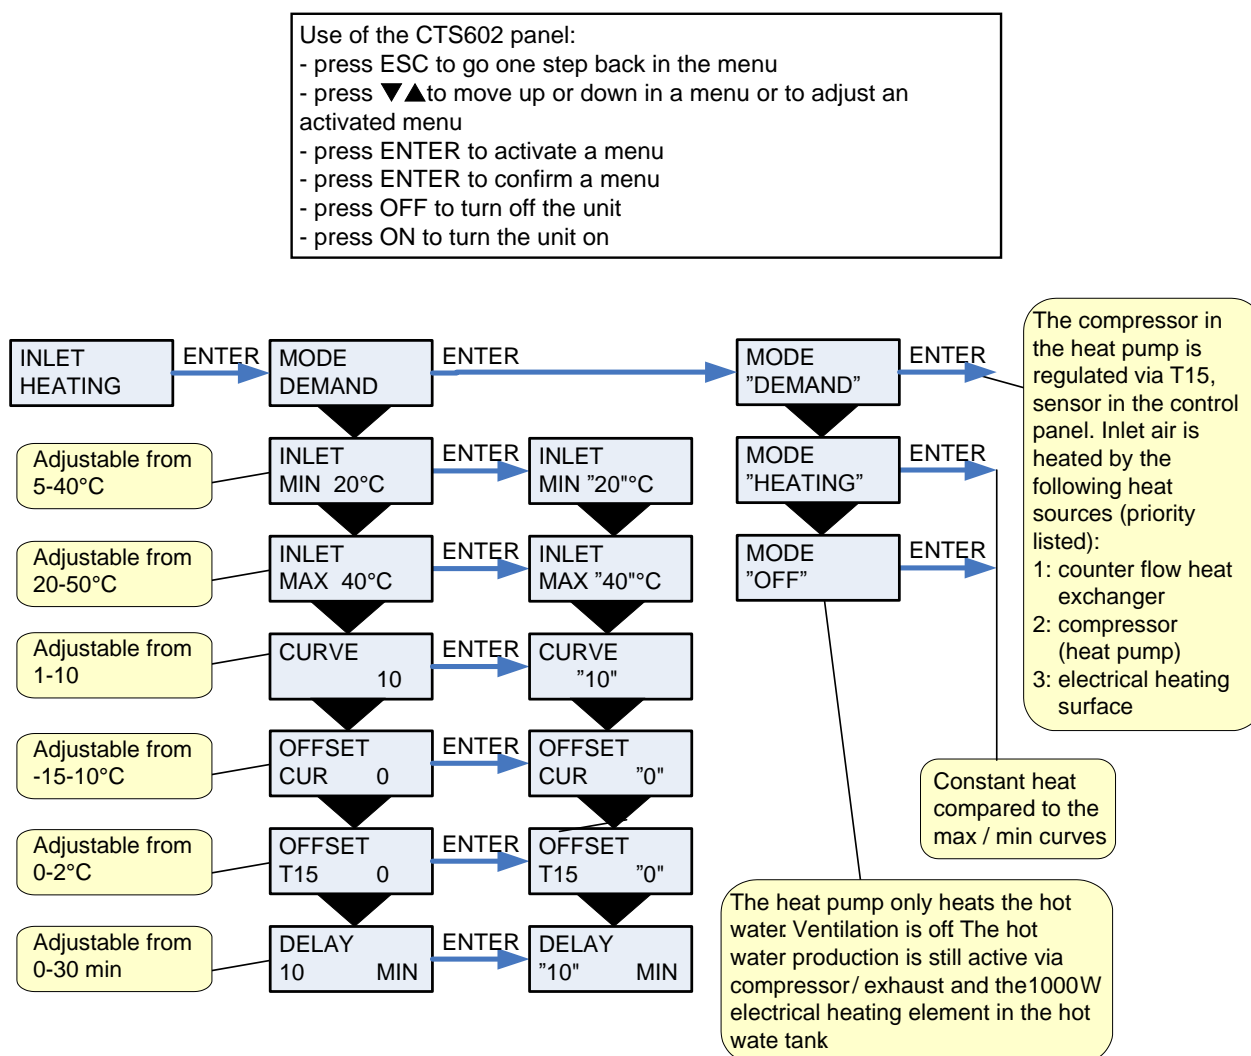 Use of the CTS602 panel:
- press ESC to go one step back in the menu
- press ▼▲to move up or down in a menu or to adjust an
activated menu
- press ENTER to activate a menu
- press ENTER to confirm a menu
- press OFF to turn off the unit
- press ON to turn the unit on
INLET
HEATING
ENTER
MODE
DEMAND
ENTER
MODE
"DEMAND"
ENTER
The compressor in
the heat pump is
regulated via T15,
sensor in the control
panel. Inlet air is
heated by the
following heat
sources (priority
listed):
1: counter flow heat
exchanger
2: compressor
(heat pump)
3: electrical heating
surface
Adjustable from
5-40°C
INLET
MIN 20°C
ENTER
INLET
MIN "20"°C
MODE
"HEATING"
ENTER
Adjustable from
20-50°C
INLET
MAX 40°C
ENTER
INLET
MAX "40"°C
MODE
"OFF"
ENTER
Adjustable from
1-10
CURVE
10
ENTER
CURVE
"10"
Adjustable from
-15-10°C
OFFSET
CUR 0
ENTER
OFFSET
CUR "0"
Constant heat
compared to the
max / min curves
Adjustable from
0-2°C
OFFSET
T15 0
ENTER
OFFSET
T15 "0"
The heat pump only heats the hot
water. Ventilation is off. The hot
water production is still active via
compressor/ exhaust and the1000W
electrical heating element in the hot
wate tank
Adjustable from
0-30 min
DELAY
10 MIN
ENTER
DELAY
"10" MIN